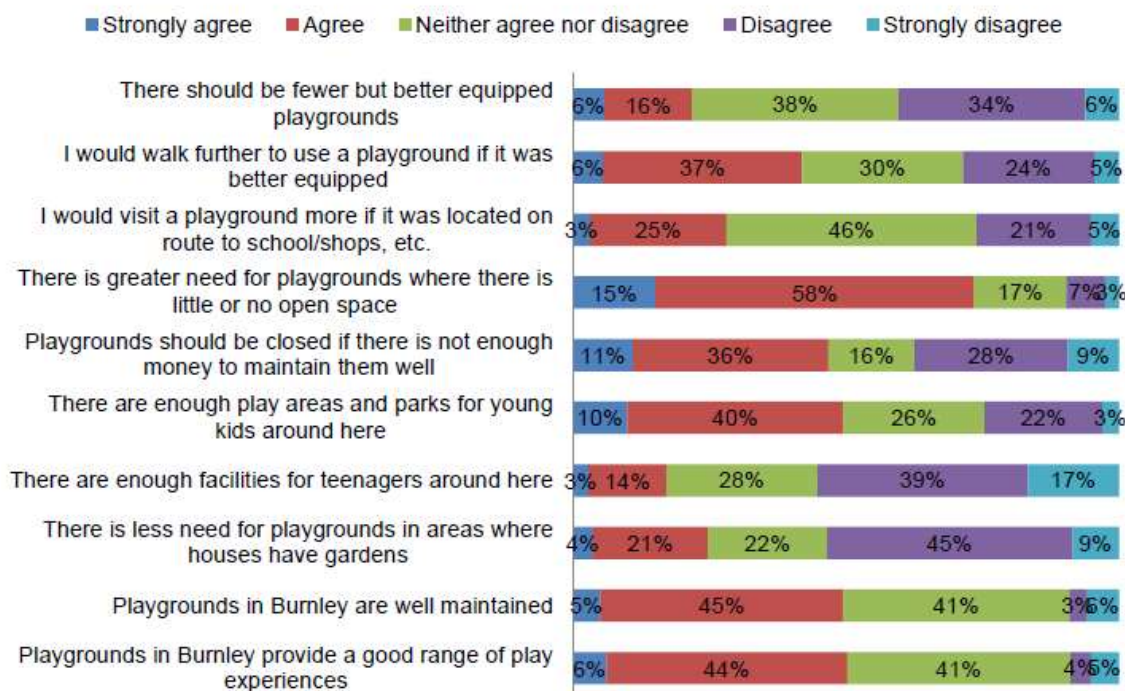 Strongly agree Agree Neither agree nor disagree Disagree Strongly disagree
There should be fewer but better equipped
playgrounds
6% 16% 38% 34% 6%
I would walk further to use a playground if it was
better equipped
6% 37% 30% 24% 5%
I would visit a playground more if it was located on
route to school/shops, etc.
3% 25% 46% 21% 5%
There is greater need for playgrounds where there is
little or no open space
15% 58% 17% 7% 3%
Playgrounds should be closed if there is not enough
money to maintain them well
11% 36% 16% 28% 9%
There are enough play areas and parks for young
kids around here
10% 40% 26% 22% 3%
There are enough facilities for teenagers around here
3% 14% 28% 39% 17%
There is less need for playgrounds in areas where
houses have gardens
4% 21% 22% 45% 9%
Playgrounds in Burnley are well maintained
5% 45% 41% 3% 6%
Playgrounds in Burnley provide a good range of play
experiences
6% 44% 41% 4% 5%